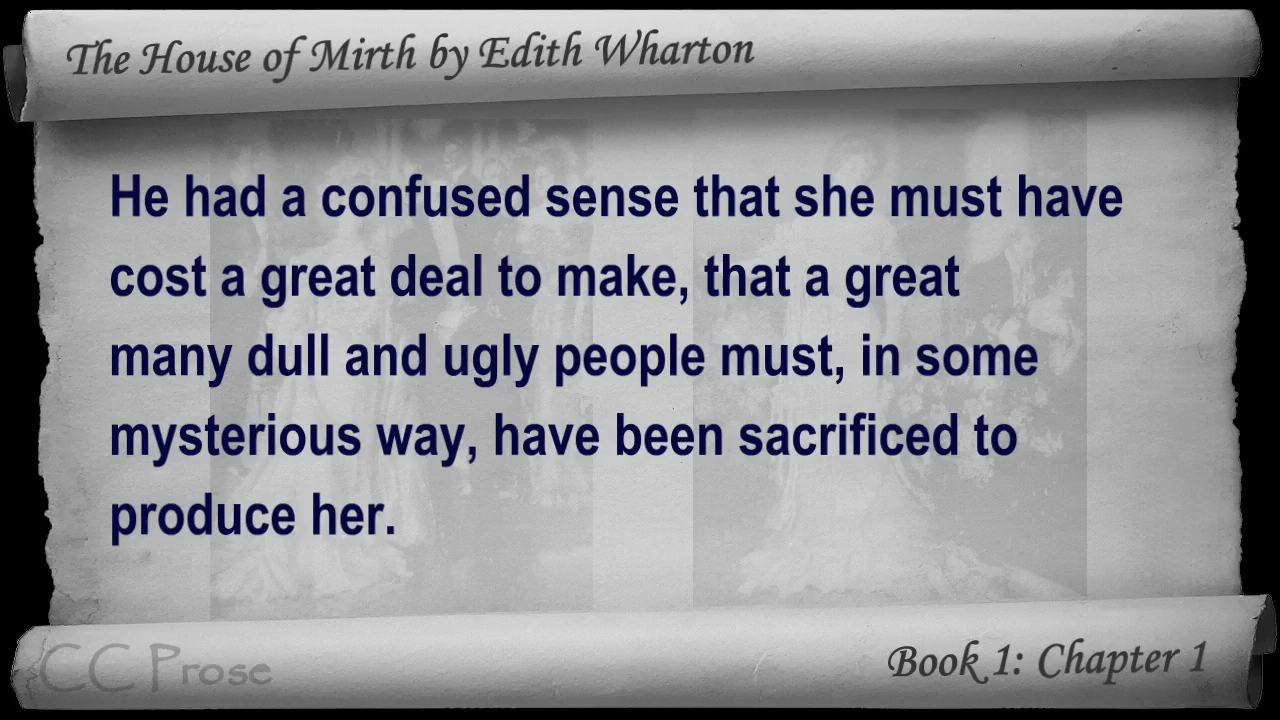 The House of Mirth by Edith Wharton
He had a confused sense that she must have
cost a great deal to make, that a great
many dull and ugly people must, in some
mysterious way, have been sacrificed to
produce her.
CC Prose
Book 1: Chapter 1